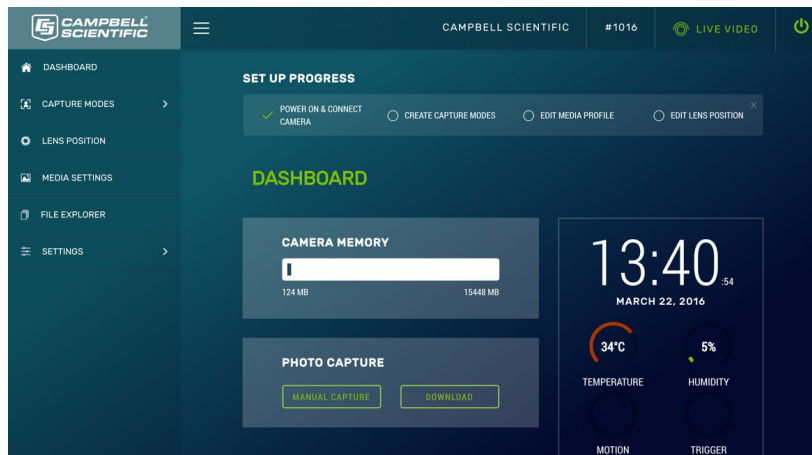 CAMPBELL
SCIENTIFIC
CAMPBELL SCIENTIFIC
#1016
LIVE VIDEO
DASHBOARD
CAPTURE MODES
LENS POSITION
MEDIA SETTINGS
FILE EXPLORER
SETTINGS
SET UP PROGRESS
POWER ON & CONNECT
CAMERA
CREATE CAPTURE MODES
EDIT MEDIA PROFILE
EDIT LENS POSITION
DASHBOARD
CAMERA MEMORY
124 MB
15448 MB
PHOTO CAPTURE
MANUAL CAPTURE
DOWNLOAD
13:40:54
MARCH 22, 2016
34°C
5%
TEMPERATURE
HUMIDITY
MOTION
TRIGGER